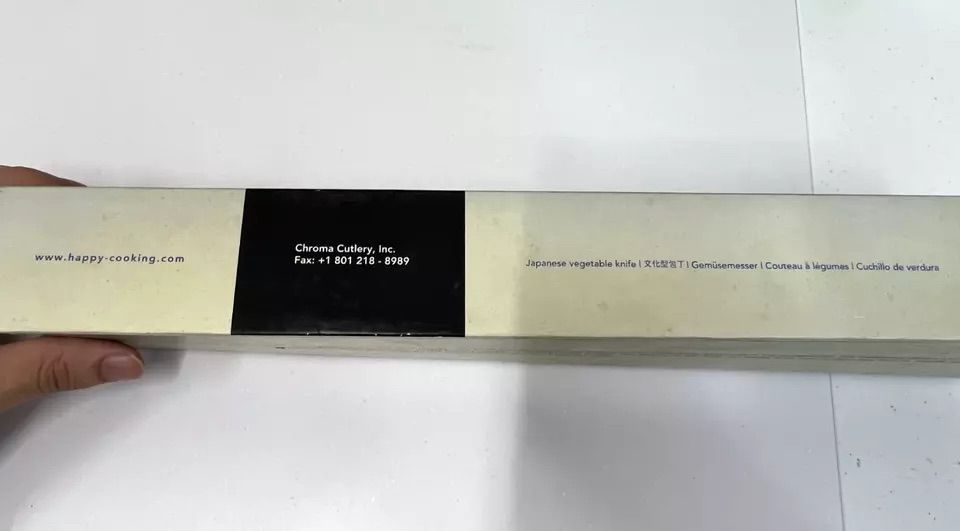 www.happy-cooking.com
Chroma Cutlery, Inc.
Fax: +1 801 218 - 8989
Japanese vegetable knife | 文化型包丁 | Gemüsemesser | Couteau à légumes | Cuchillo de verdura